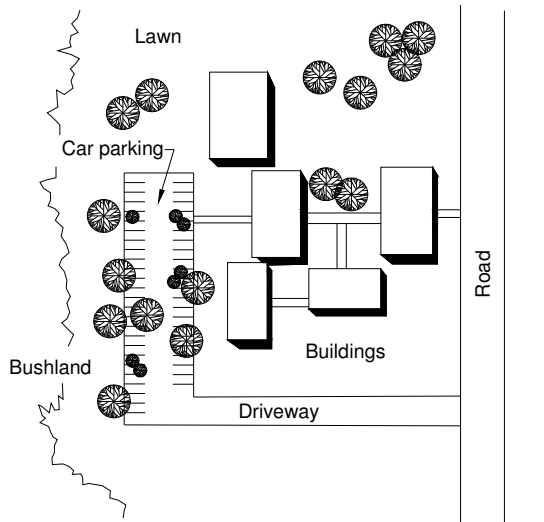 Lawn
Car parking
Road
Buildings
Bushland
Driveway